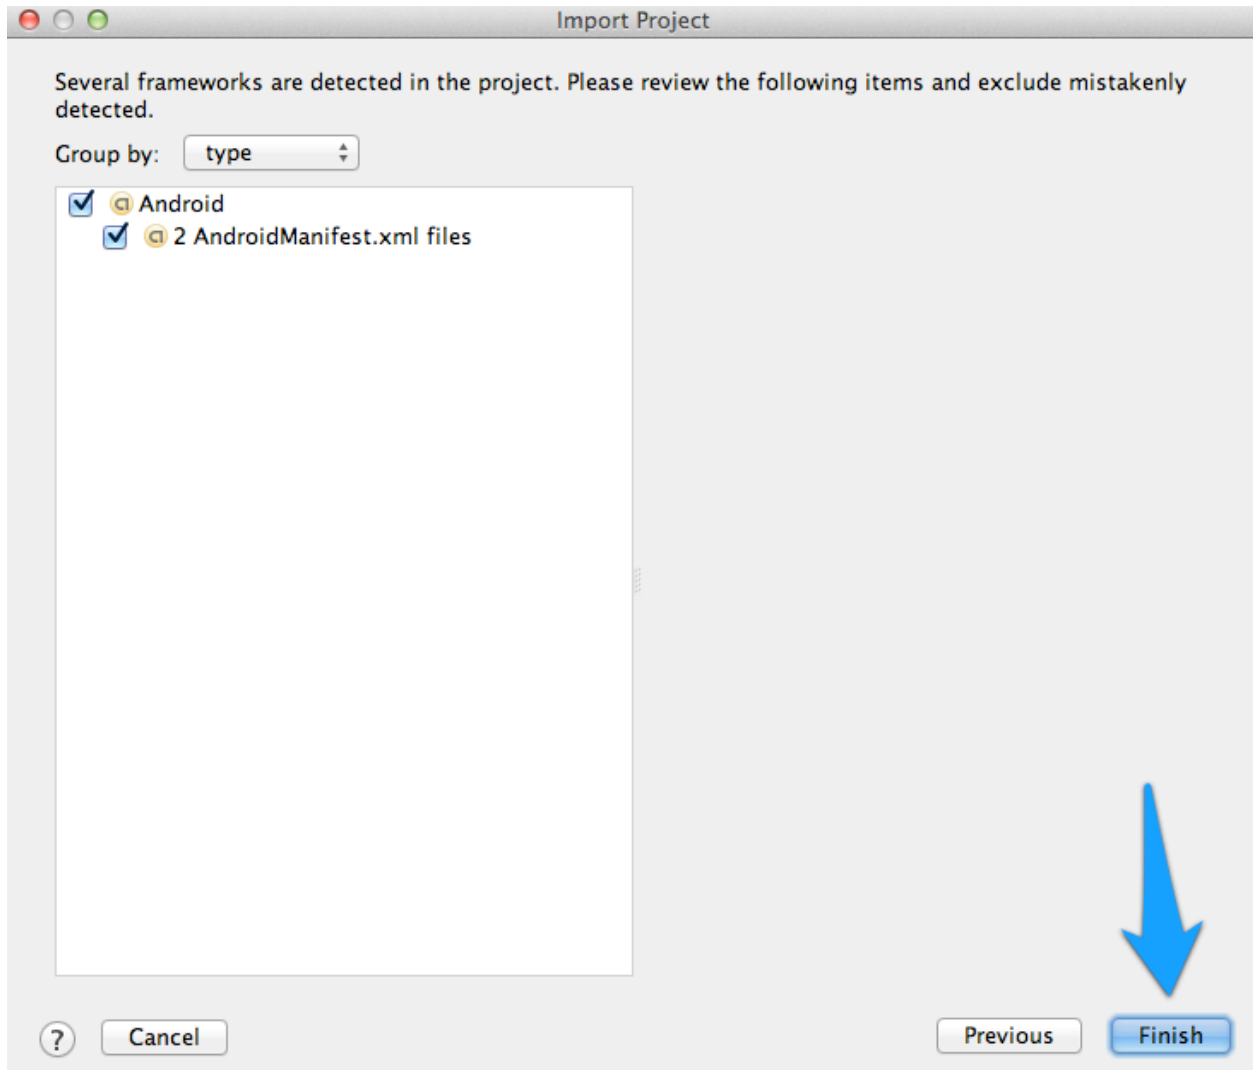 Import Project
Several frameworks are detected in the project. Please review the following items and exclude mistakenly
detected.
Group by: type
Android
2 AndroidManifest.xml files
? Cancel Previous Finish